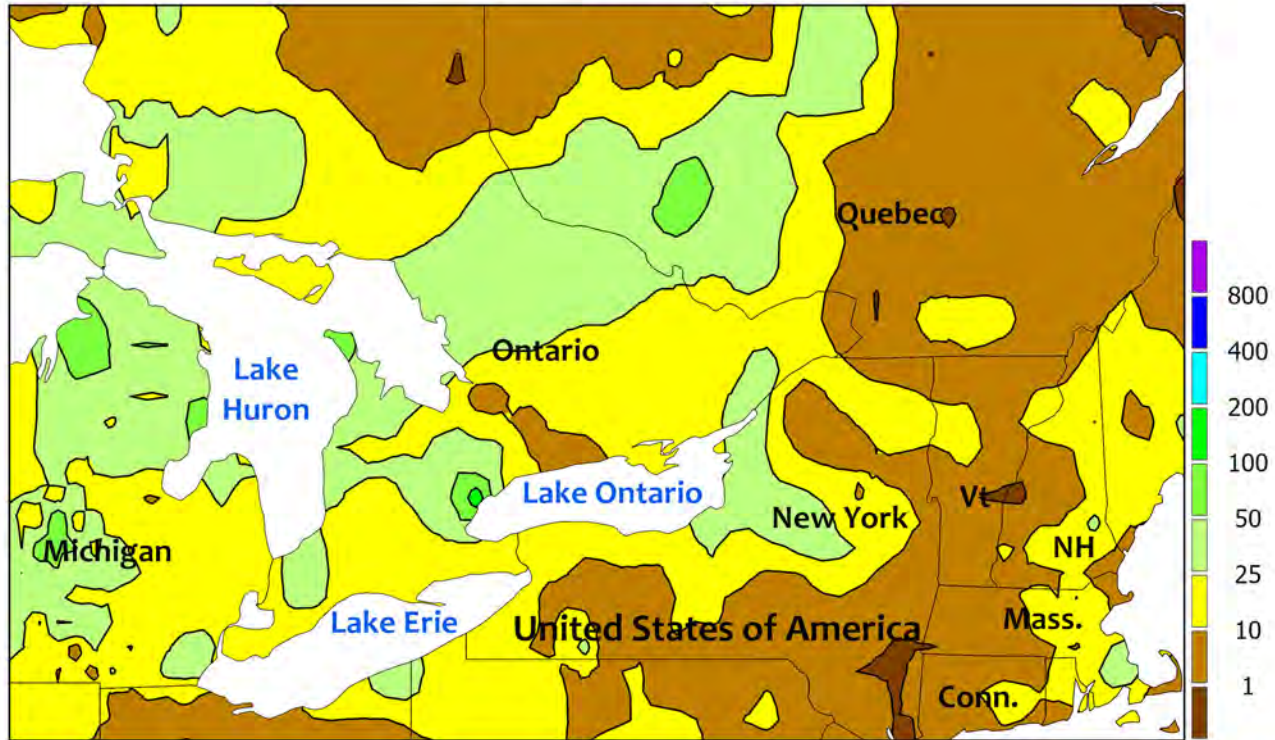 Quebec
Ontario
Lake
Huron
Lake Ontario
New York
Vt
NH
Michigan
Lake Erie
United States of America
Mass.
Conn.
800
400
200
100
50
25
10
1